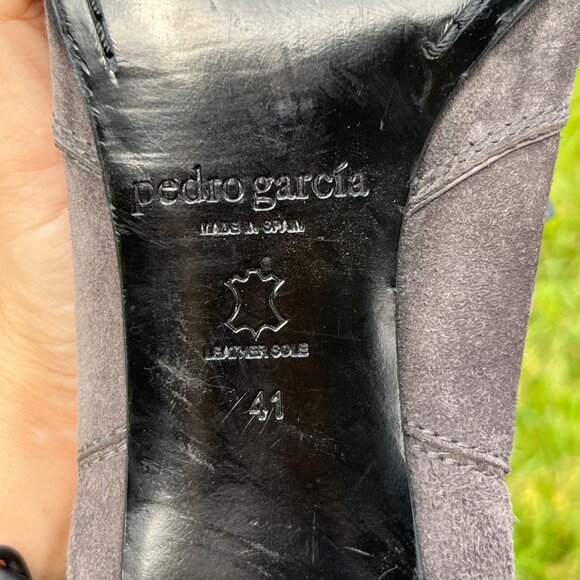 pedro garcía
MADE IN SPAIN
LEATHER SOLE
41